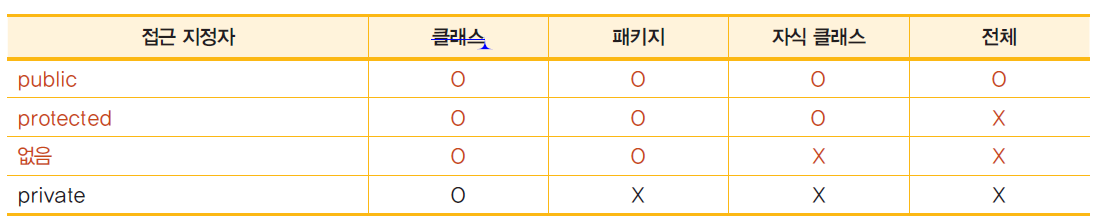 접근 지정자 클래스 패키지 자식 클래스 전체
public O O O O
protected O O O X
없음 O O X X
private O X X X